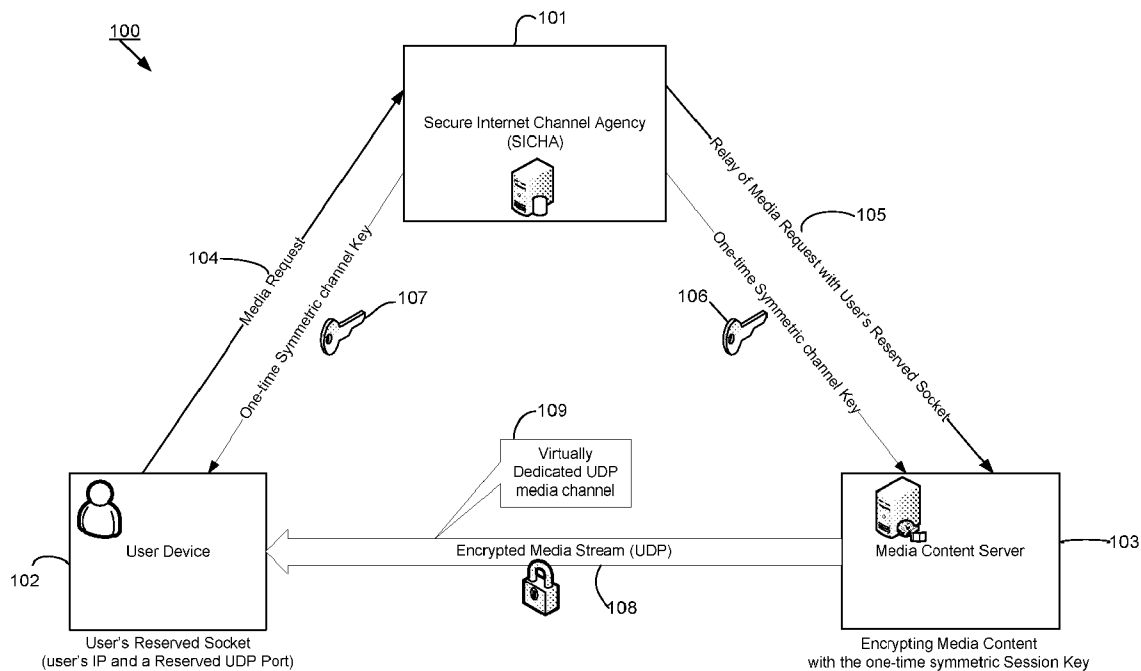 100
101
Secure Internet Channel Agency
(SICHA)
Media Request
104
One-time Symmetric channel Key
107
Relay of Media Request with User's Reserved Socket
105
One-time Symmetric channel Key
106
109
Virtually
Dedicated UDP
media channel
User Device
102
Encrypted Media Stream (UDP)
108
Media Content Server
103
User's Reserved Socket
(user's IP and a Reserved UDP Port)
Encrypting Media Content
with the one-time symmetric Session Key